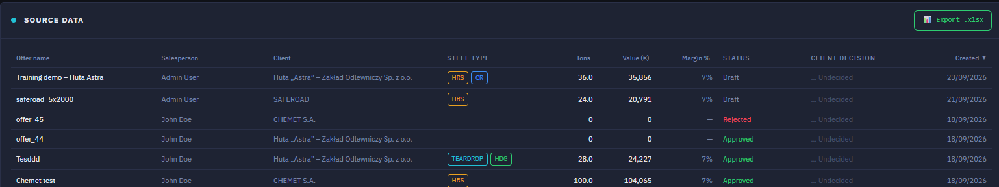 SOURCE DATA
Export .xlsx
Offer name Salesperson Client STEEL TYPE Tons Value (€) Margin % STATUS CLIENT DECISION Created ▼
Training demo – Huta Astra Admin User Huta „Astra” – Zakład Odlewniczy Sp. z o.o. HRS CR 36.0 35,856 7% Draft ... Undecided 23/09/2026
saferoad_5x2000 Admin User SAFEROAD HRS 24.0 20,791 7% Draft ... Undecided 21/09/2026
offer_45 John Doe CHEMET S.A. 0 0 — Rejected ... Undecided 18/09/2026
offer_44 John Doe Huta „Astra” – Zakład Odlewniczy Sp. z o.o. 0 0 — Approved ... Undecided 18/09/2026
Tesddd John Doe Huta „Astra” – Zakład Odlewniczy Sp. z o.o. TEARDROP HDG 28.0 24,227 7% Approved ... Undecided 18/09/2026
Chemet test John Doe CHEMET S.A. HRS 100.0 104,065 7% Approved ... Undecided 18/09/2026